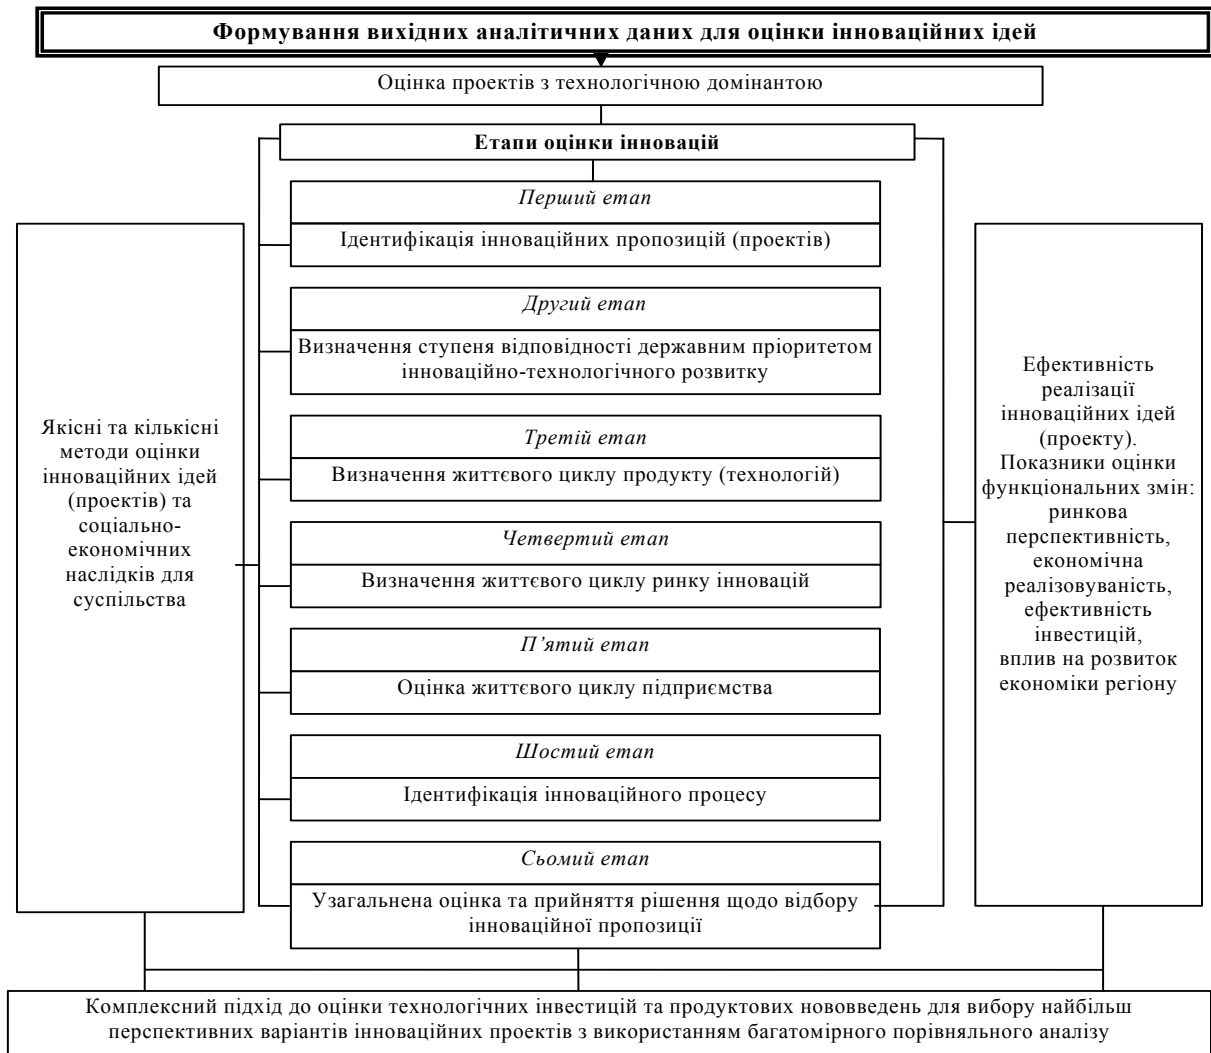 Формування вихідних аналітичних даних для оцінки інноваційних ідей
Оцінка проектів з технологічною домінантою
Етапи оцінки інновацій
Якісні та кількісні
методи оцінки
інноваційних ідей
(проектів) та
соціально-
економічних
наслідків для
суспільства
Перший етап
Ідентифікація інноваційних пропозицій (проектів)
Другий етап
Визначення ступеня відповідності державним пріоритетом
інноваційно-технологічного розвитку
Третій етап
Визначення життєвого циклу продукту (технологій)
Четвертий етап
Визначення життєвого циклу ринку інновацій
П’ятий етап
Оцінка життєвого циклу підприємства
Шостий етап
Ідентифікація інноваційного процесу
Сьомий етап
Узагальнена оцінка та прийняття рішення щодо відбору
інноваційної пропозиції
Ефективність
реалізації
інноваційних ідей
(проекту).
Показники оцінки
функціональних змін:
ринкова
перспективність,
економічна
реалізовуваність,
ефективність
інвестицій,
вплив на розвиток
економіки регіону
Комплексний підхід до оцінки технологічних інвестицій та продуктових нововведень для вибору найбільш
перспективних варіантів інноваційних проектів з використанням багатомірного порівняльного аналізу